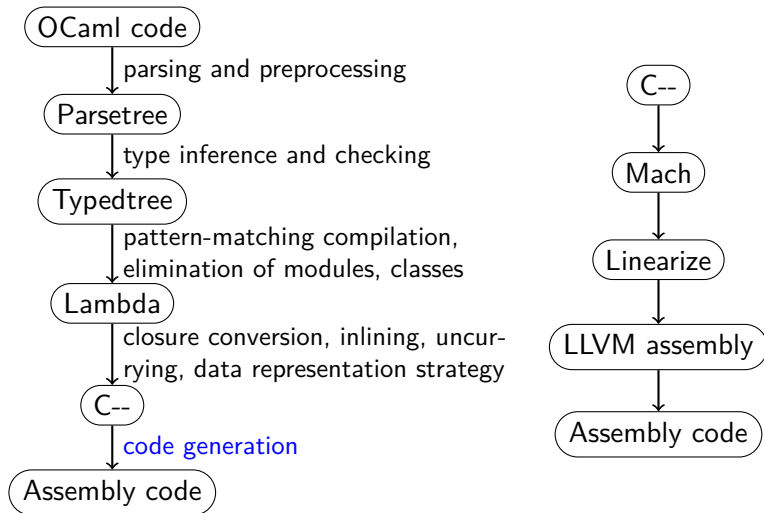 OCaml code
parsing and preprocessing
Parsetree
type inference and checking
Typedtree
pattern-matching compilation,
elimination of modules, classes
Lambda
closure conversion, inlining, uncur-
rying, data representation strategy
C--
code generation
Assembly code
C--
Mach
Linearize
LLVM assembly
Assembly code